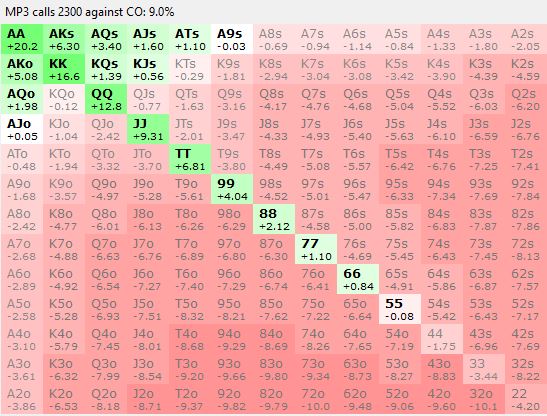 MP3 calls 2300 against CO: 9.0%
AA AKs AQs AJs ATs A9s A8s A7s A6s A5s A4s A3s A2s
+20.2 +6.30 +3.40 +1.60 +1.10 -0.03 -0.69 -0.94 -1.14 -0.84 -1.33 -1.80 -2.05
AKo KK KQs KJs KTs K9s K8s K7s K6s K5s K4s K3s K2s
+5.08 +16.6 +1.39 +0.56 -0.29 -1.81 -2.94 -3.04 -3.08 -3.42 -3.90 -4.39 -4.59
AQo KQo QQ QJs QTs Q9s Q8s Q7s Q6s Q5s Q4s Q3s Q2s
+1.98 -0.12 +12.8 -0.77 -1.63 -3.16 -4.17 -4.76 -4.68 -5.04 -5.52 -6.03 -6.20
AJo KJo QJo JJ JTs J9s J8s J7s J6s J5s J4s J3s J2s
+0.05 -1.04 -2.42 +9.31 -2.01 -3.47 -4.33 -4.93 -5.40 -5.63 -6.10 -6.59 -6.76
ATo KTo QTo JTo TT T9s T8s T7s T6s T5s T4s T3s T2s
-0.48 -1.94 -3.32 -3.70 +6.81 -3.80 -4.49 -5.08 -5.57 -6.42 -6.76 -7.25 -7.41
A9o K9o Q9o J9o T9o 99 98s 97s 96s 95s 94s 93s 92s
-1.68 -3.57 -4.97 -5.28 -5.61 +4.04 -4.52 -5.01 -5.47 -6.33 -7.34 -7.69 -7.84
A8o K8o Q8o J8o T8o 98o 88 87s 86s 85s 84s 83s 82s
-2.42 -4.77 -6.01 -6.13 -6.26 -6.29 +2.12 -4.58 -5.00 -5.82 -6.83 -7.87 -7.86
A7o K7o Q7o J7o T7o 97o 87o 77 76s 75s 74s 73s 72s
-2.68 -4.88 -6.63 -6.76 -6.89 -6.80 -6.30 +1.10 -4.69 -5.45 -6.43 -7.45 -8.13
A6o K6o Q6o J6o T6o 96o 86o 76o 66 65s 64s 63s 62s
-2.89 -4.92 -6.54 -7.27 -7.40 -7.29 -6.74 -6.41 +0.84 -4.91 -5.86 -6.87 -7.57
A5o K5o Q5o J5o T5o 95o 85o 75o 65o 55 54s 53s 52s
-2.58 -5.28 -6.93 -7.51 -8.32 -8.21 -7.62 -7.22 -6.64 -0.08 -5.42 -6.43 -7.17
A4o K4o Q4o J4o T4o 94o 84o 74o 64o 54o 44 43s 42s
-3.10 -5.79 -7.45 -8.01 -8.68 -9.29 -8.69 -8.26 -7.65 -7.19 -1.75 -6.96 -7.69
A3o K3o Q3o J3o T3o 93o 83o 73o 63o 53o 43o 33 32s
-3.61 -6.32 -7.99 -8.54 -9.20 -9.66 -9.80 -9.34 -8.73 -8.27 -8.83 -3.44 -8.22
A2o K2o Q2o J2o T2o 92o 82o 72o 62o 52o 42o 32o 22
-3.86 -6.53 -8.18 -8.71 -9.37 -9.82 -9.79 -10.0 -9.48 -9.06 -9.60 -10.1 -4.20